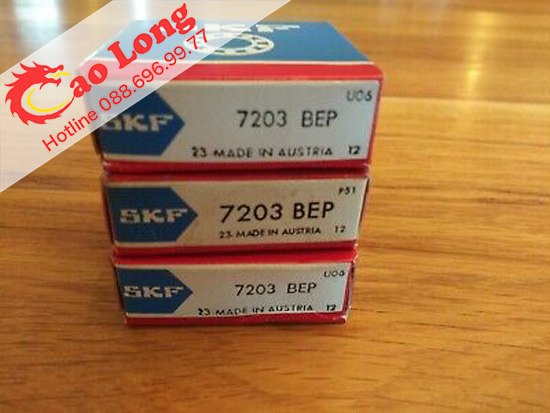 Cao Long
Hotline 088.696.99.77
SKF
U06
SKF
7203 BEP
23 MADE IN AUSTRIA 12
P51
SKF
7203 BEP
23 MADE IN AUSTRIA 12
U06
SKF
7203 BEP
23 MADE IN AUSTRIA 12